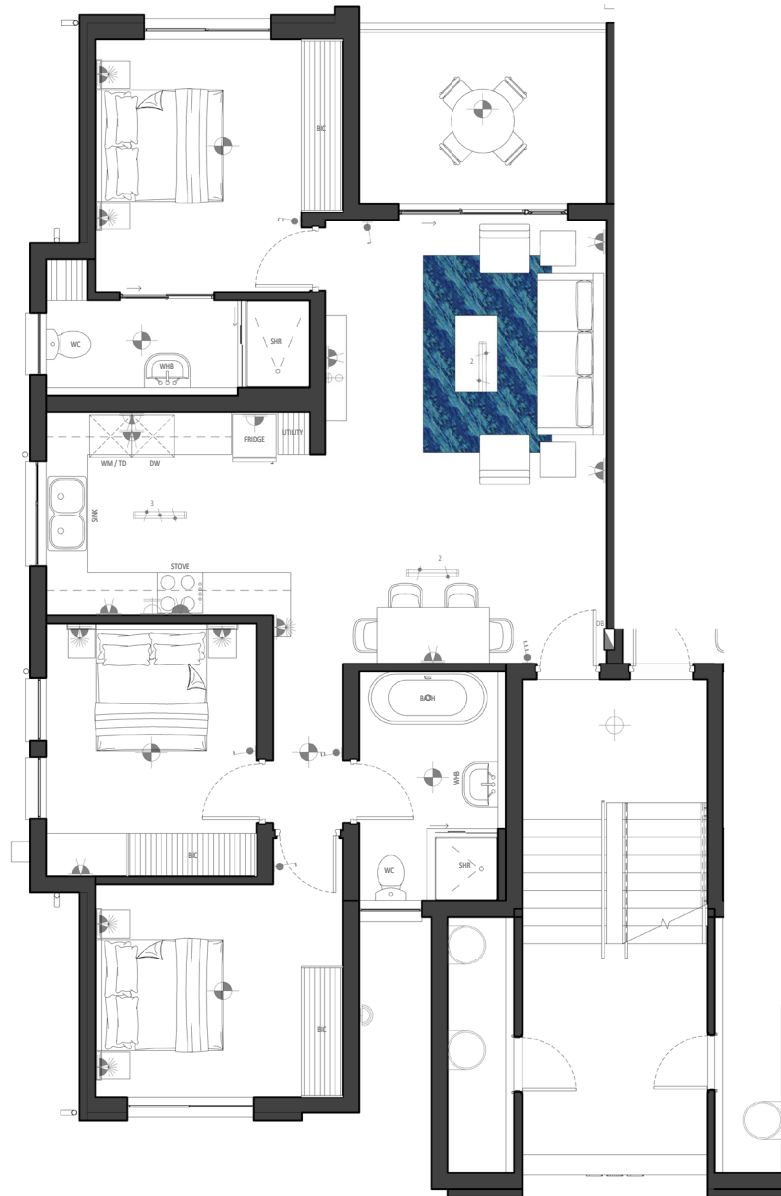 BIC
WC
WHB
SHR
2
WM / TD
DW
FRIDGE
UTILITY
SINK
3
STOVE
2
DB
BATH
WHB
BIC
WC
SHR
BIC